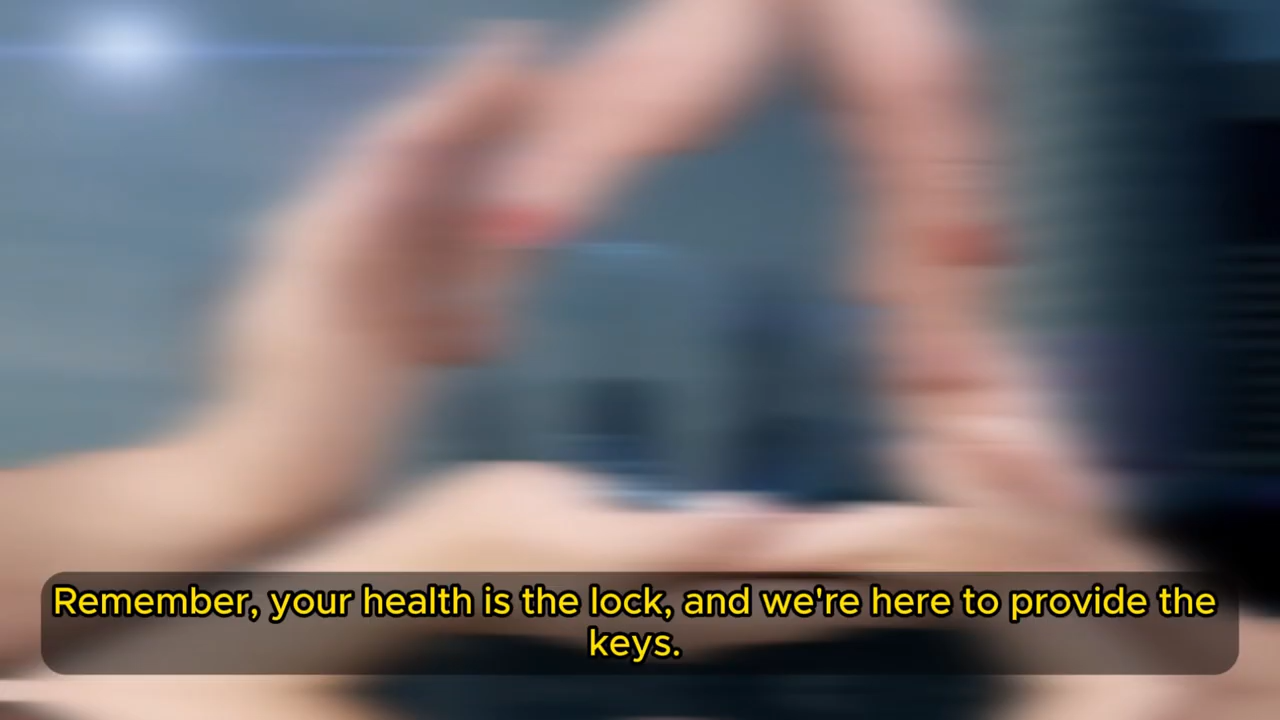 Remember, your health is the lock, and we're here to provide the
keys.